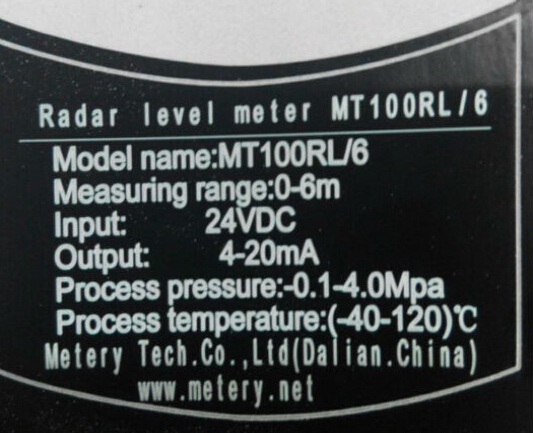 Radar level meter MT100RL/6
Model name:MT100RL/6
Measuring range:0-6m
Input: 24VDC
Output: 4-20mA
Process pressure:-0.1-4.0Mpa
Process temperature:(-40-120)℃
Metery Tech.Co.,Ltd(Dalian.China)
www.metery.net